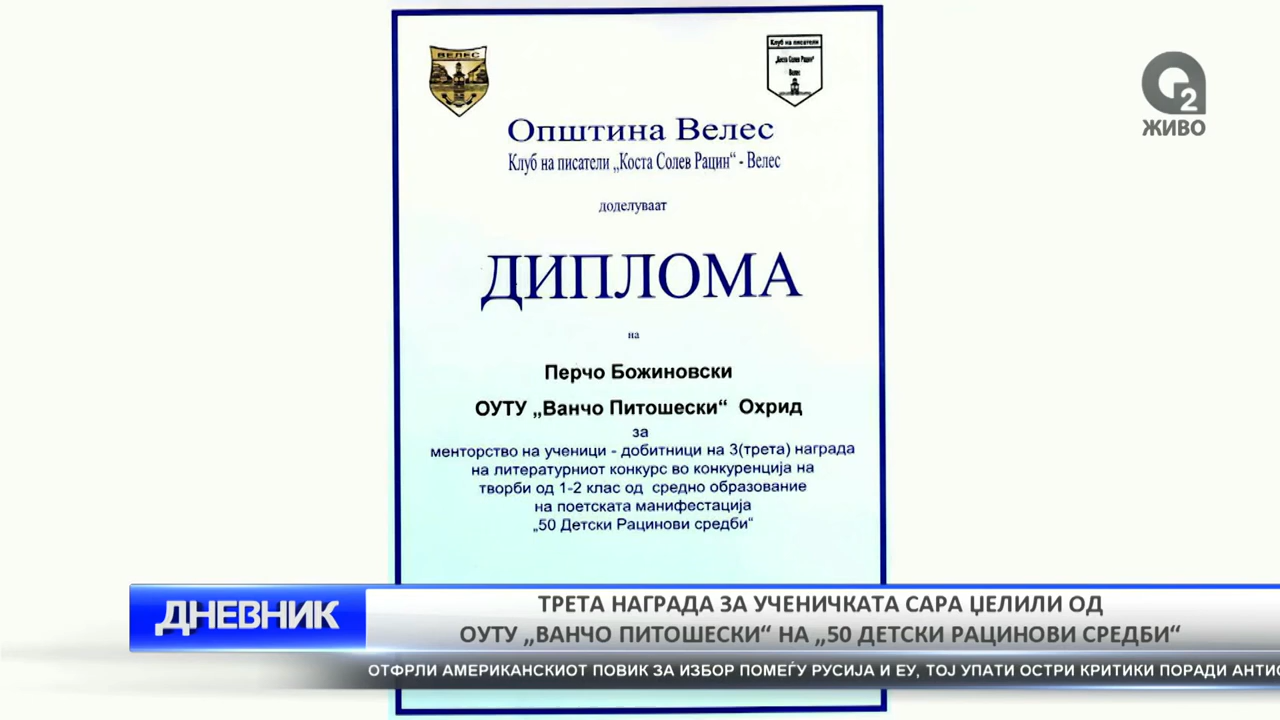 ВЕЛЕС
Клуб на писатели
„Коста Солев Рацин“
Велес
Општина Велес
Клуб на писатели „Коста Солев Рацин“ - Велес
доделуваат
ДИПЛОМА
на
Перчо Божиновски
ОУТУ „Ванчо Питошески“ Охрид
за
менторство на ученици - добитници на 3(трета) награда
на литературниот конкурс во конкуренција на
творби од 1-2 клас од средно образование
на поетската манифестација
„50 Детски Рацинови средби“
2
ЖИВО
ДНЕВНИК
ТРЕТА НАГРАДА ЗА УЧЕНИЧКАТА САРА ЏЕЛИЛИ ОД
ОУТУ „ВАНЧО ПИТОШЕСКИ“ НА „50 ДЕТСКИ РАЦИНОВИ СРЕДБИ“
ОТФРЛИ АМЕРИКАНСКИОТ ПОВИК ЗА ИЗБОР ПОМЕЃУ РУСИЈА И ЕУ, ТОЈ УПАТИ ОСТРИ КРИТИКИ ПОРАДИ